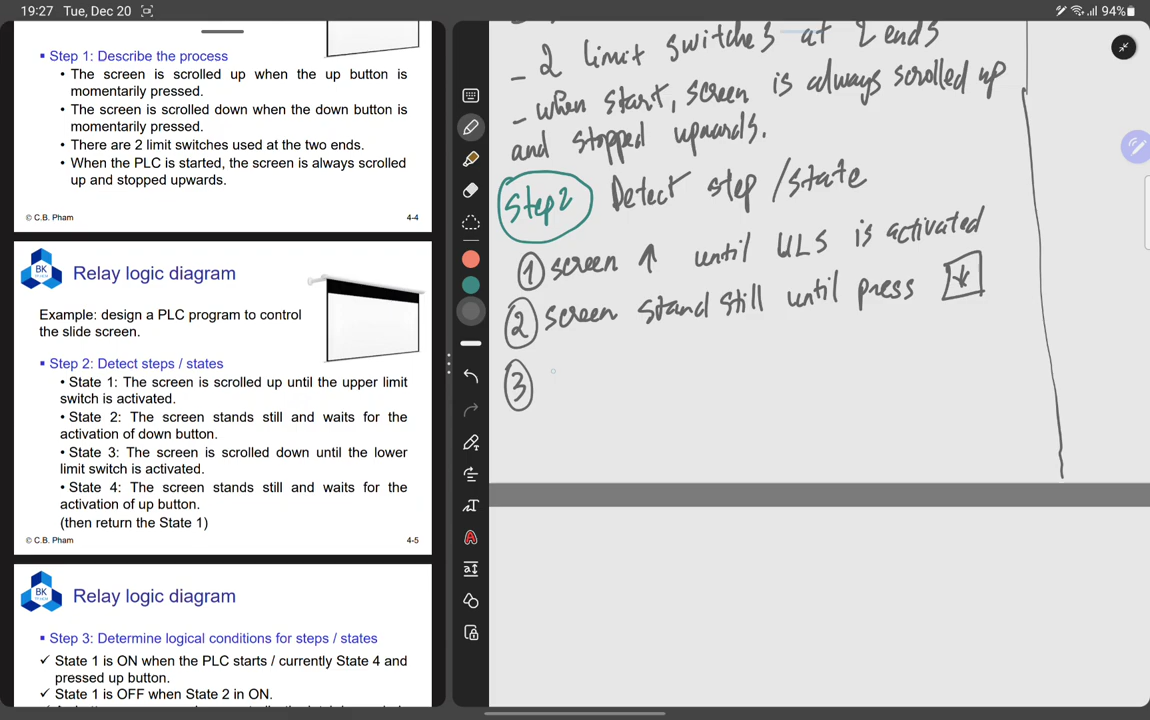 19:27 Tue, Dec 20
94%
Step 1: Describe the process
• The screen is scrolled up when the up button is
momentarily pressed.
• The screen is scrolled down when the down button is
momentarily pressed.
• There are 2 limit switches used at the two ends.
• When the PLC is started, the screen is always scrolled
up and stopped upwards.
© C.B. Pham
4-4
BK
Relay logic diagram
Example: design a PLC program to control
the slide screen.
Step 2: Detect steps / states
• State 1: The screen is scrolled up until the upper limit
switch is activated.
• State 2: The screen stands still and waits for the
activation of down button.
• State 3: The screen is scrolled down until the lower
limit switch is activated.
• State 4: The screen stands still and waits for the
activation of up button.
(then return the State 1)
© C.B. Pham
4-5
BK
Relay logic diagram
Step 3: Determine logical conditions for steps / states
✓ State 1 is ON when the PLC starts / currently State 4 and
pressed up button.
✓ State 1 is OFF when State 2 in ON.
- 2 limit switches at 2 ends
- when start, screen is always scrolled up
and stopped upwards.
Step 2 Detect step / state
① screen ↑ until ULS is activated
② screen stand still until press ↓
③